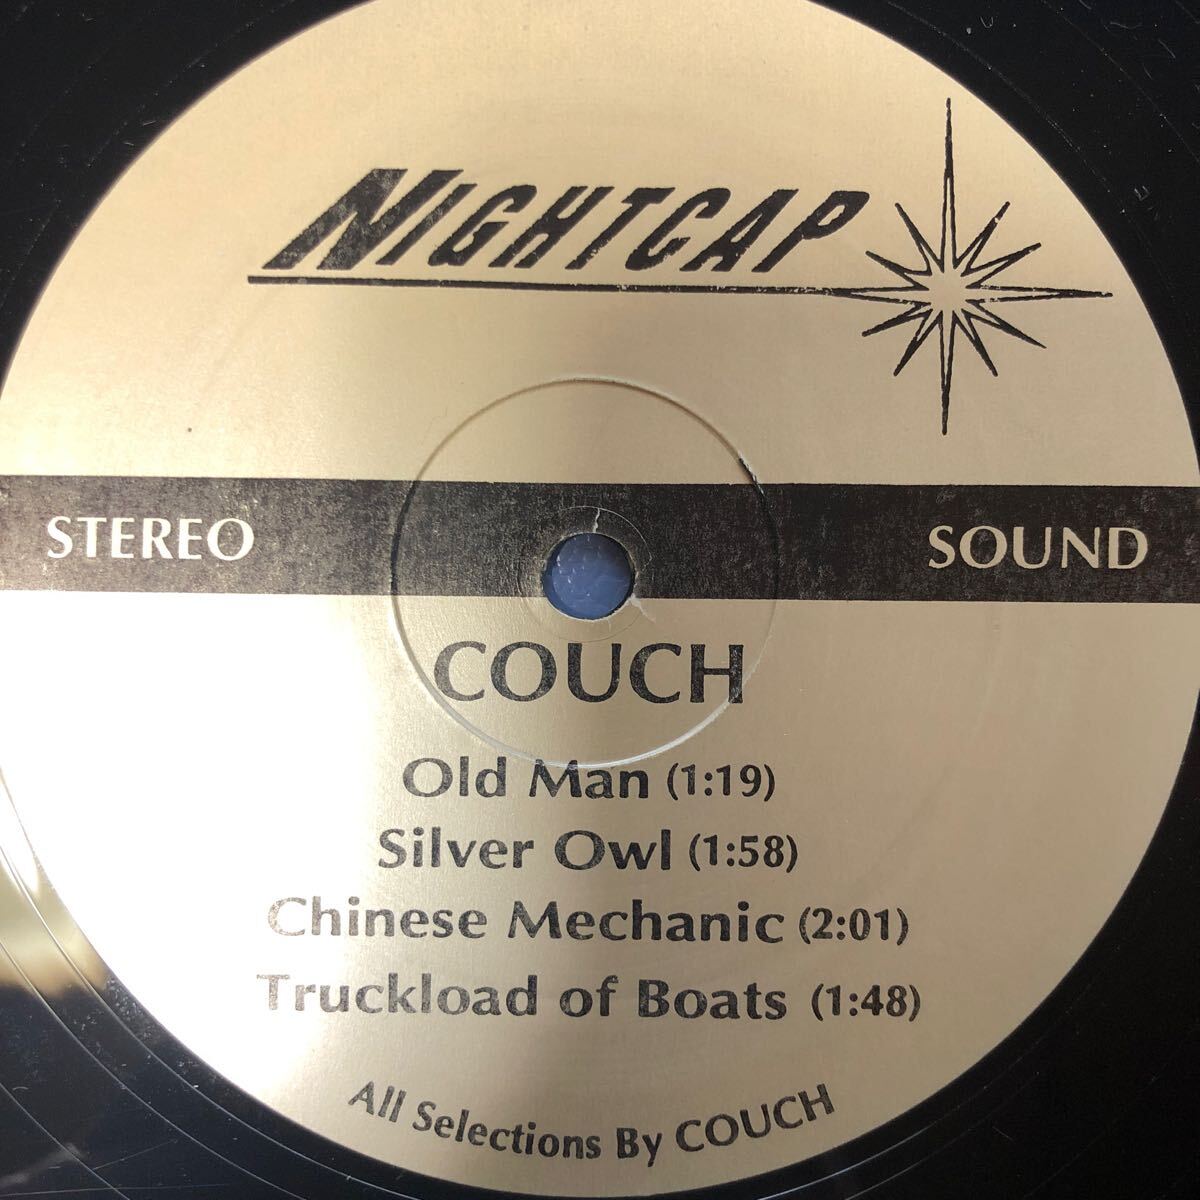 NIGHTCAP
STEREO SOUND
COUCH
Old Man (1:19)
Silver Owl (1:58)
Chinese Mechanic (2:01)
Truckload of Boats (1:48)
All Selections By COUCH